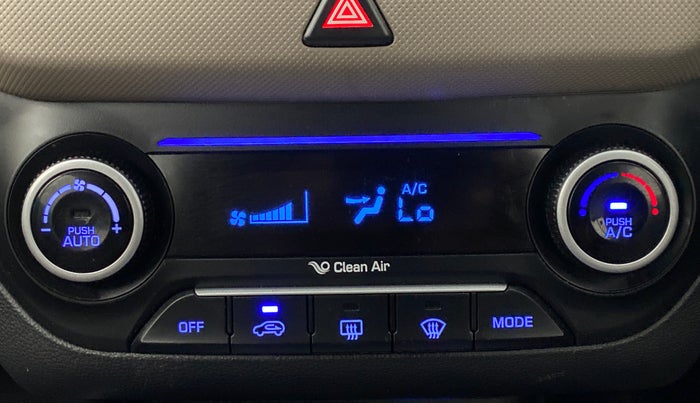 A/C
Lo
PUSH
AUTO
- +
PUSH
A/C
Clean Air
OFF
MODE